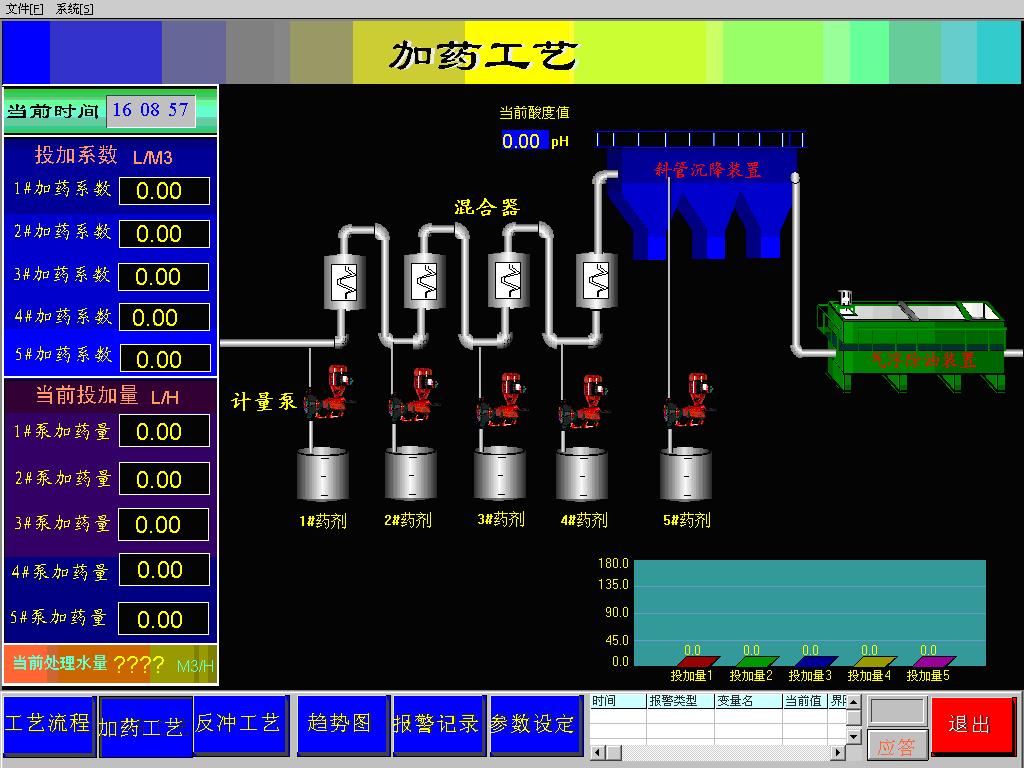 文件[F] 系统[S]
加药工艺
当前时间 16 08 57
投加系数 L/M3
1#加药系数 0.00
2#加药系数 0.00
3#加药系数 0.00
4#加药系数 0.00
5#加药系数 0.00
当前投加量 L/H
1#泵加药量 0.00
2#泵加药量 0.00
3#泵加药量 0.00
4#泵加药量 0.00
5#泵加药量 0.00
当前处理水量 ???? M3/H
当前酸度值
0.00 pH
斜管沉降装置
混合器
气浮除油装置
计量泵
1#药剂 2#药剂 3#药剂 4#药剂 5#药剂
180.0
135.0
90.0
45.0
0.0
0.0 0.0 0.0 0.0 0.0
投加量1 投加量2 投加量3 投加量4 投加量5
工艺流程 加药工艺 反冲工艺 趋势图 报警记录 参数设定
时间 报警类型 变量名 当前值
应答
退出